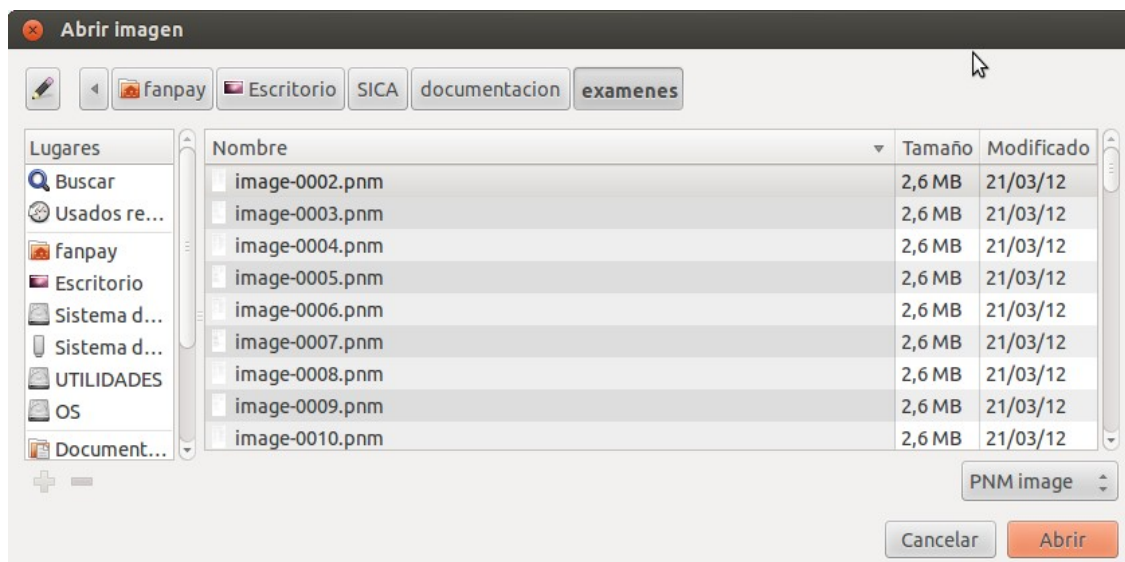 Abrir imagen
fanpay Escritorio SICA documentacion examenes
Lugares Nombre Tamaño Modificado
Buscar image-0002.pnm 2,6 MB 21/03/12
Usados re... image-0003.pnm 2,6 MB 21/03/12
fanpay image-0004.pnm 2,6 MB 21/03/12
Escritorio image-0005.pnm 2,6 MB 21/03/12
Sistema d... image-0006.pnm 2,6 MB 21/03/12
Sistema d... image-0007.pnm 2,6 MB 21/03/12
UTILIDADES image-0008.pnm 2,6 MB 21/03/12
OS image-0009.pnm 2,6 MB 21/03/12
Document... image-0010.pnm 2,6 MB 21/03/12
PNM image
Cancelar Abrir